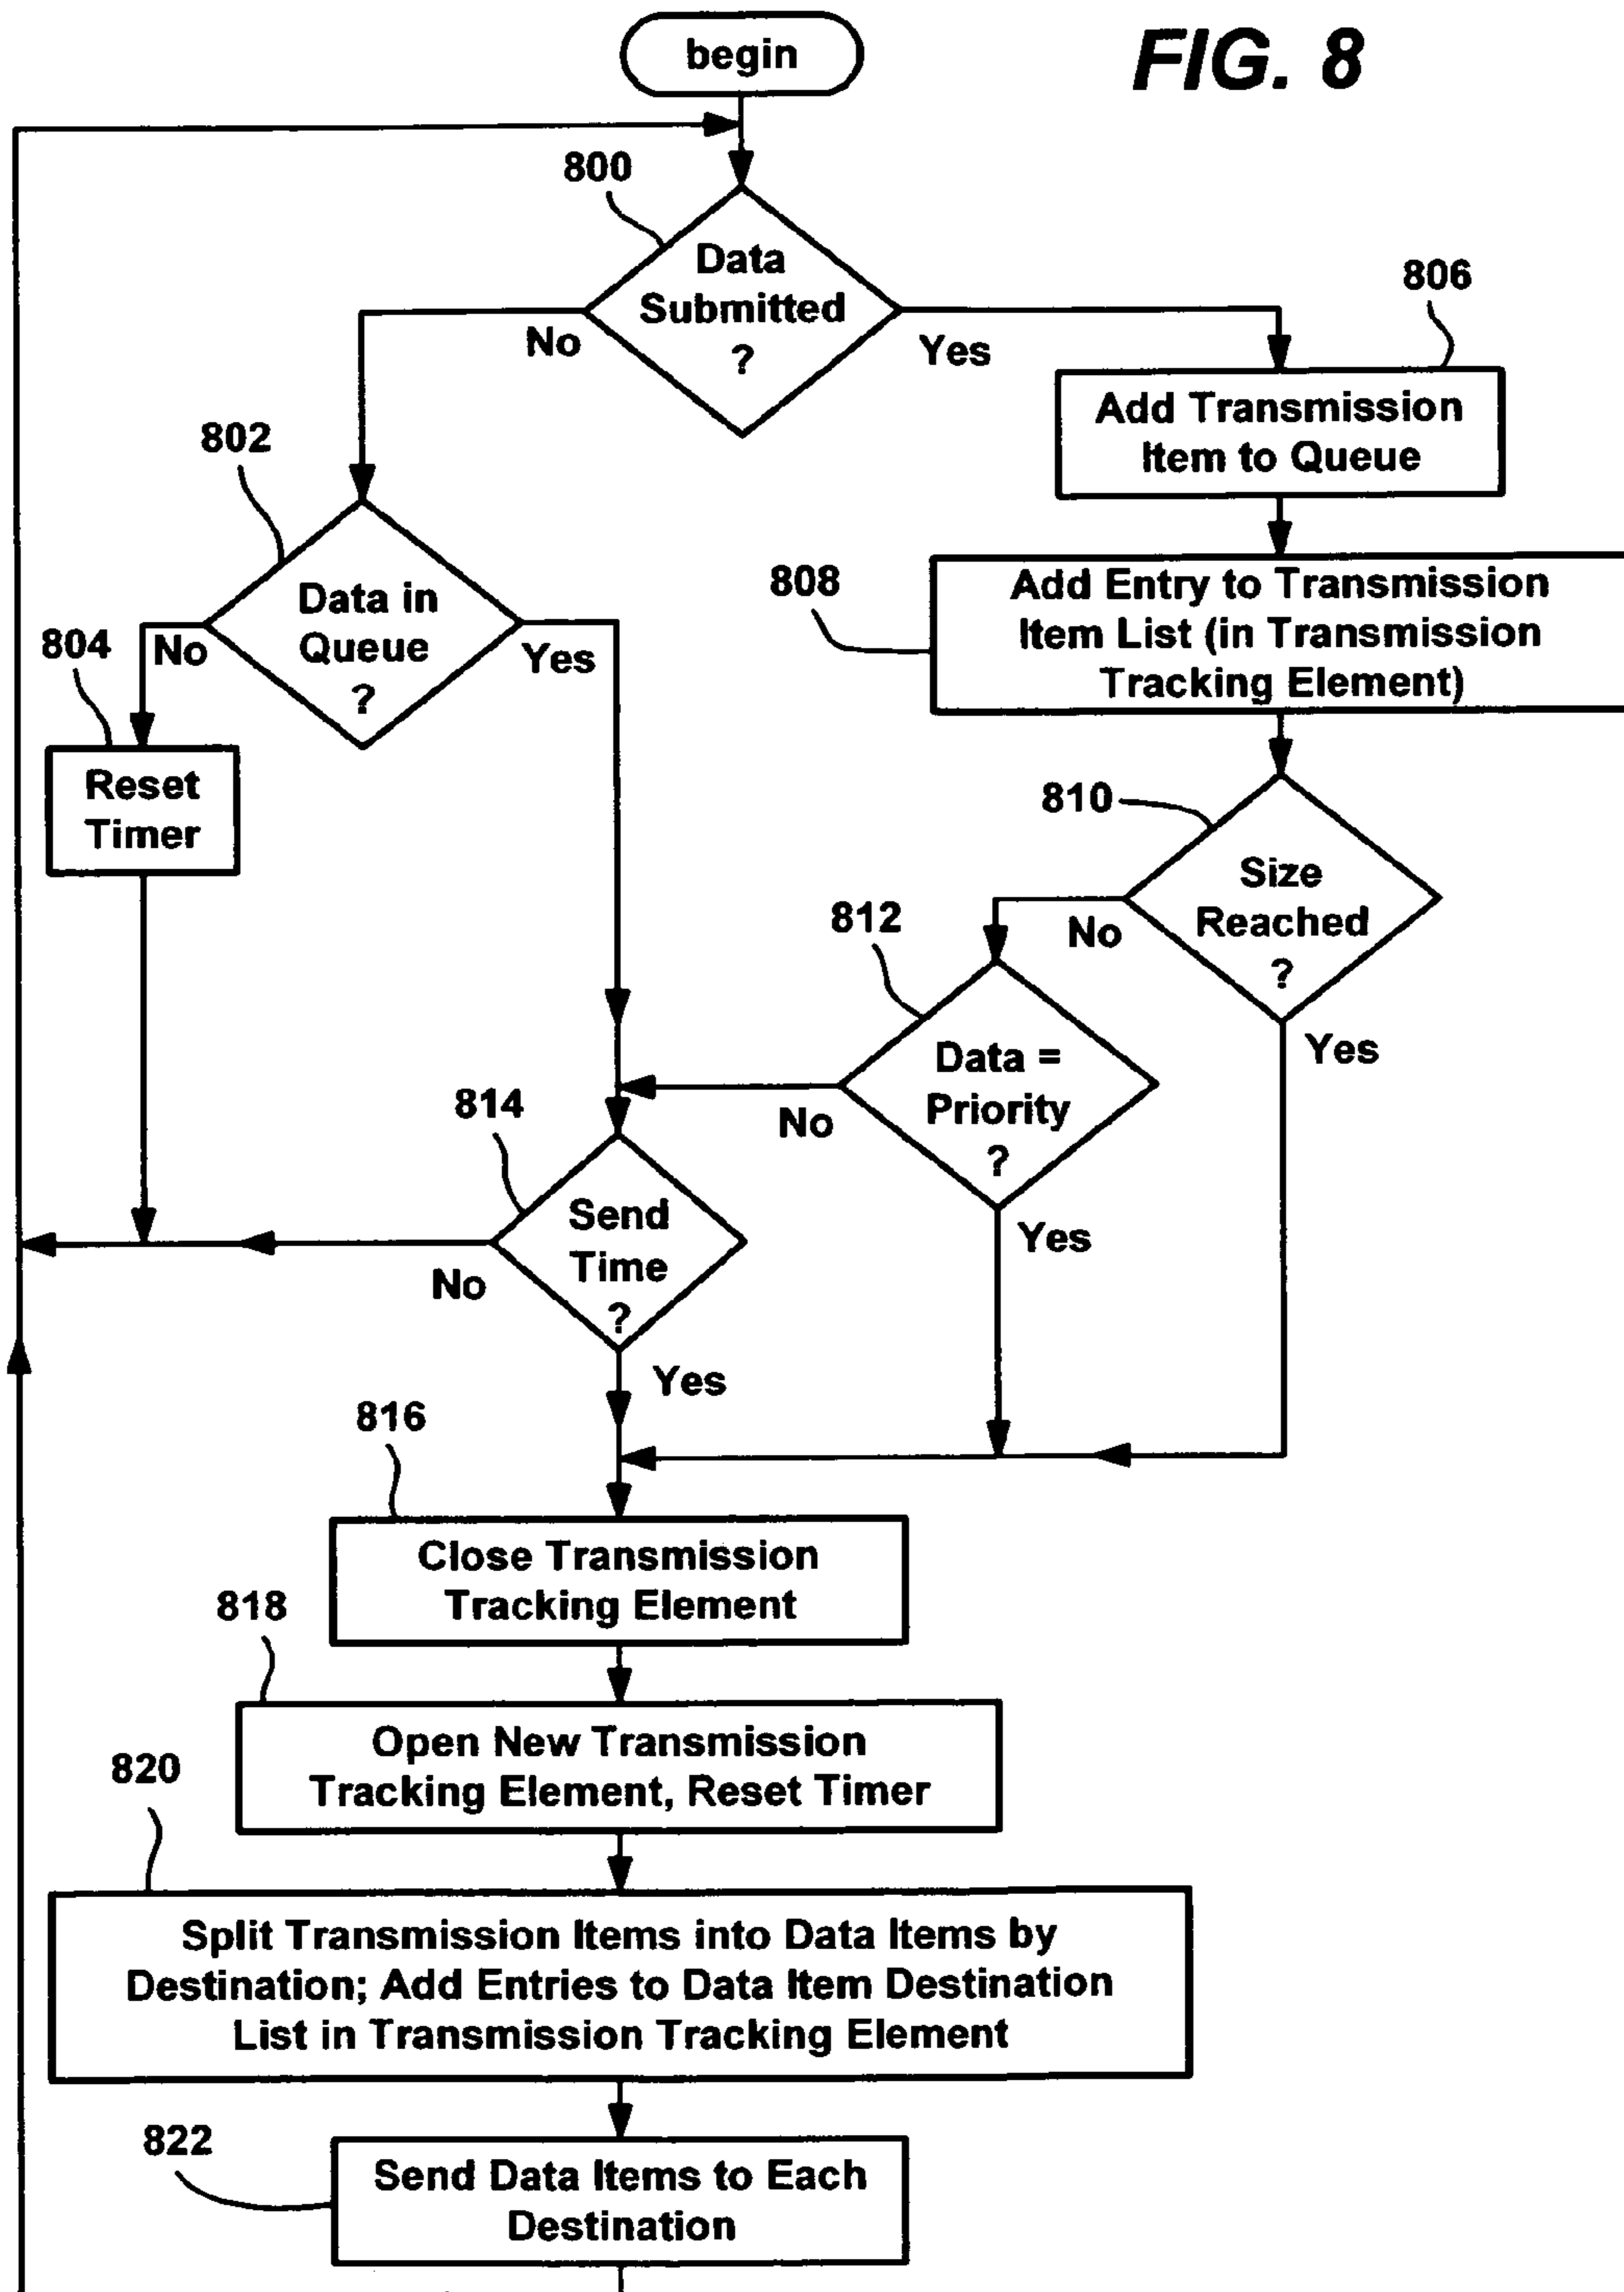 FIG. 8
begin
800
Data
Submitted
?
No
Yes
806
Add Transmission
Item to Queue
802
Data in
Queue
?
No
Yes
804
Reset
Timer
808
Add Entry to Transmission
Item List (in Transmission
Tracking Element)
810
Size
Reached
?
No
Yes
812
Data =
Priority
?
No
Yes
814
Send
Time
?
No
Yes
816
Close Transmission
Tracking Element
818
Open New Transmission
Tracking Element, Reset Timer
820
Split Transmission Items into Data Items by
Destination; Add Entries to Data Item Destination
List in Transmission Tracking Element
822
Send Data Items to Each
Destination